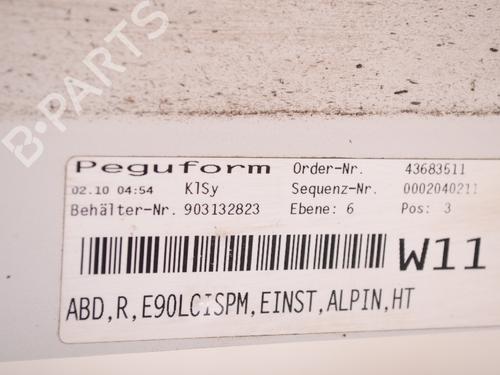 B-PARTS
Peguform Order-Nr. 43683511
02.10 04:54 KlSy Sequenz-Nr. 0002040211
Behälter-Nr. 903132823 Ebene: 6 Pos: 3
W11
ABD,R,E90LCISPM,EINST,ALPIN,HT